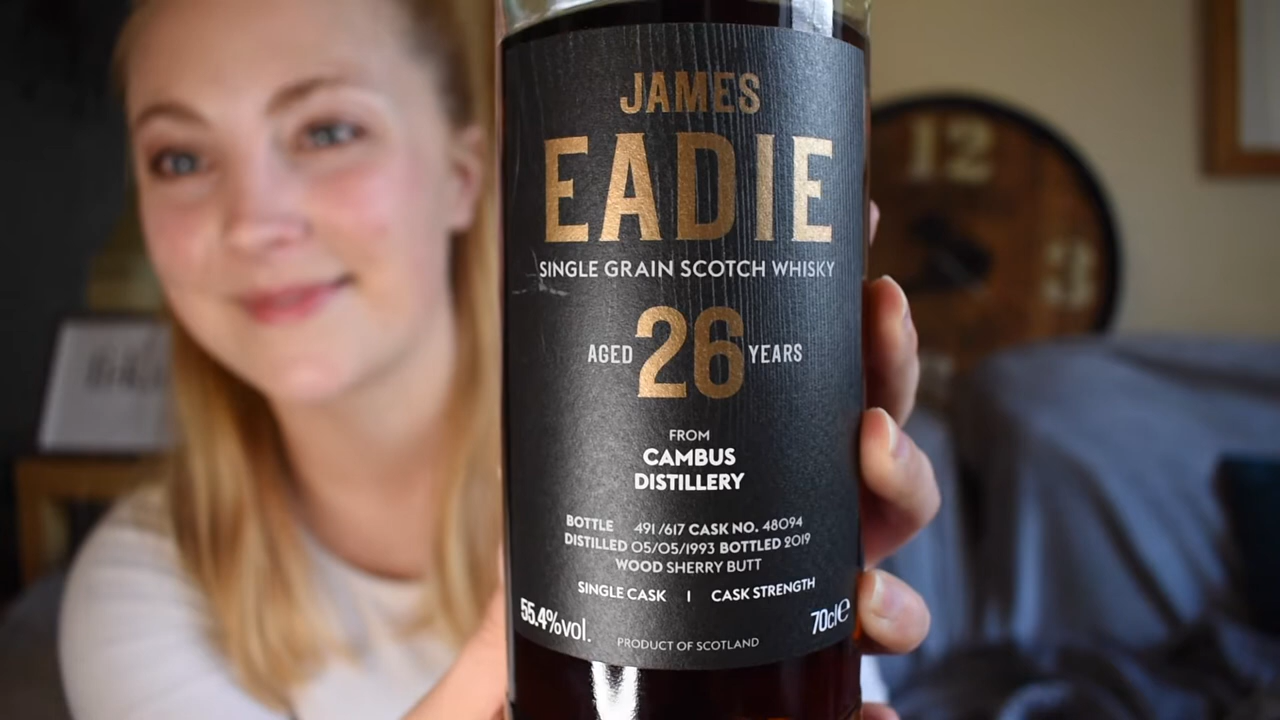 JAMES
EADIE
SINGLE GRAIN SCOTCH WHISKY
AGED 26 YEARS
FROM
CAMBUS
DISTILLERY
BOTTLE 491/617 CASK NO. 48094
DISTILLED 05/05/1993 BOTTLED 2019
WOOD SHERRY BUTT
SINGLE CASK | CASK STRENGTH
55.4%vol. 70cl℮
PRODUCT OF SCOTLAND
12
3